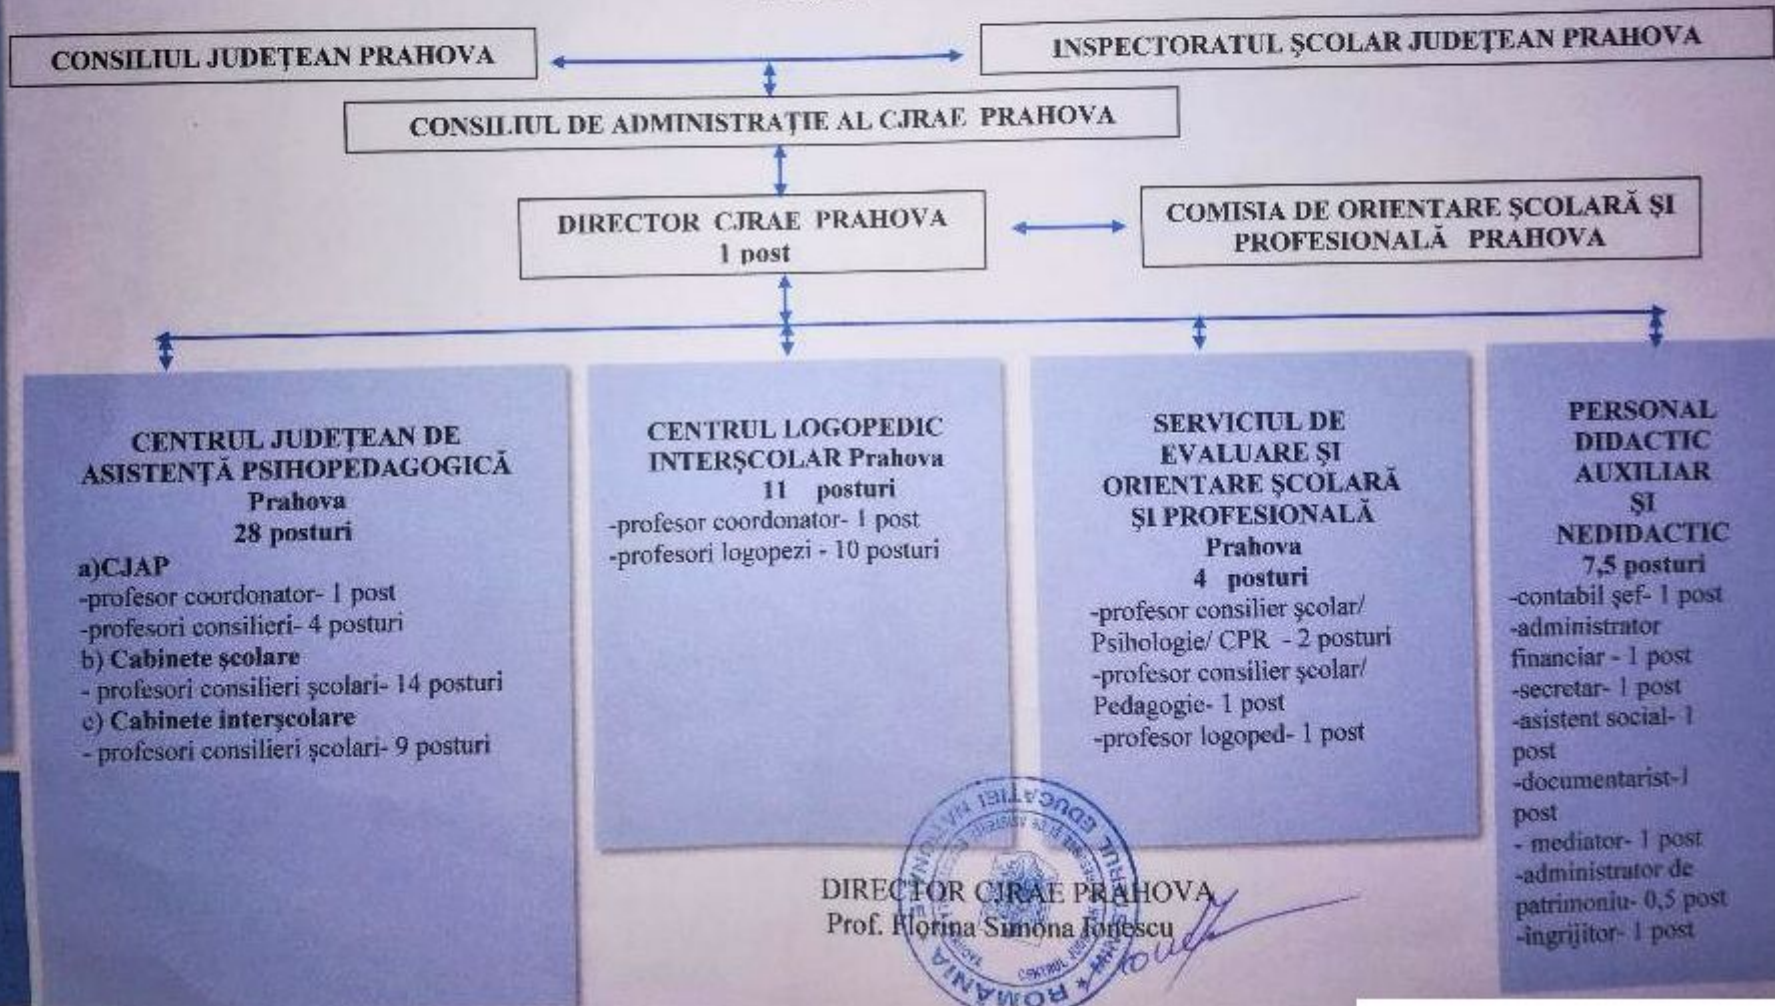 CONSILIUL JUDEȚEAN PRAHOVA
INSPECTORATUL ȘCOLAR JUDEȚEAN PRAHOVA
CONSILIUL DE ADMINISTRAȚIE AL CJRAE PRAHOVA
DIRECTOR CJRAE PRAHOVA
1 post
COMISIA DE ORIENTARE ȘCOLARĂ ȘI
PROFESIONALĂ PRAHOVA
CENTRUL JUDEȚEAN DE
ASISTENȚĂ PSIHOPEDAGOGICĂ
Prahova
28 posturi
a)CJAP
-profesor coordonator- 1 post
-profesori consilieri- 4 posturi
b) Cabinete școlare
- profesori consilieri școlari- 14 posturi
c) Cabinete interșcolare
- profesori consilieri școlari- 9 posturi
CENTRUL LOGOPEDIC
INTERȘCOLAR Prahova
11 posturi
-profesor coordonator- 1 post
-profesori logopezi - 10 posturi
SERVICIUL DE
EVALUARE ȘI
ORIENTARE ȘCOLARĂ
ȘI PROFESIONALĂ
Prahova
4 posturi
-profesor consilier școlar/
Psihologie/ CPR - 2 posturi
-profesor consilier școlar/
Pedagogie- 1 post
-profesor logoped- 1 post
PERSONAL
DIDACTIC
AUXILIAR
ȘI
NEDIDACTIC
7,5 posturi
-contabil șef- 1 post
-administrator
financiar - 1 post
-secretar- 1 post
-asistent social- 1
post
-documentarist-1
post
- mediator- 1 post
-administrator de
patrimoniu- 0,5 post
-îngrijitor- 1 post
DIRECTOR CJRAE PRAHOVA
Prof. Florina Simona Ionescu
ROMANIA * MINISTERUL EDUCATIEI NATIONALE *